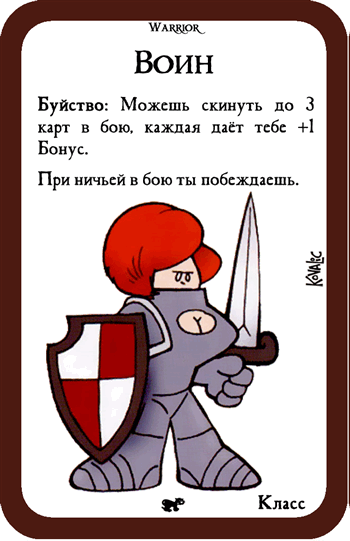 Warrior
Воин
Буйство: Можешь скинуть до 3
карт в бою, каждая даёт тебе +1
Бонус.
При ничьей в бою ты побеждаешь.
Kovalic
Класс